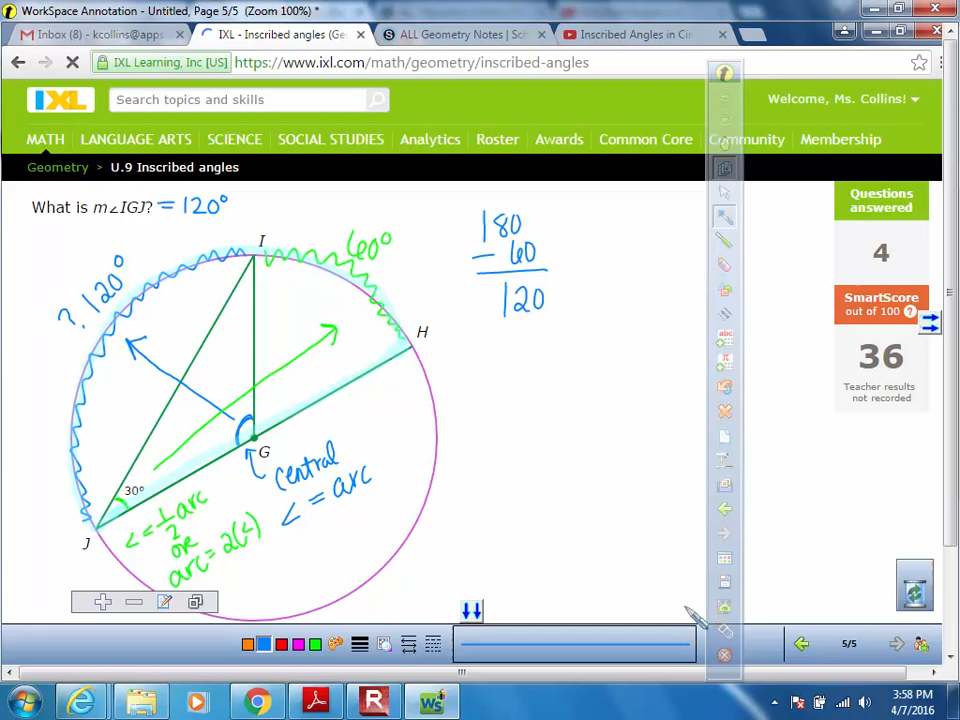 WorkSpace Annotation - Untitled, Page 5/5 (Zoom 100%) *
Inbox (8) - kcollins@apps
IXL - Inscribed angles (Ge
ALL Geometry Notes | Sch
Inscribed Angles in Cir
IXL Learning, Inc [US]
https://www.ixl.com/math/geometry/inscribed-angles
IXL
Search topics and skills
Welcome, Ms. Collins!
MATH LANGUAGE ARTS SCIENCE SOCIAL STUDIES Analytics Roster Awards Common Core Community Membership
Geometry > U.9 Inscribed angles
What is m∠IGJ? = 120°
Questions
answered
4
SmartScore
out of 100 ?
36
Teacher results
not recorded
180
- 60
120
I
60°
? 120°
H
G
30°
J
central
< = arc
< = 1/2 arc
or
arc = 2(<)
abc
π
5/5
3:58 PM
4/7/2016